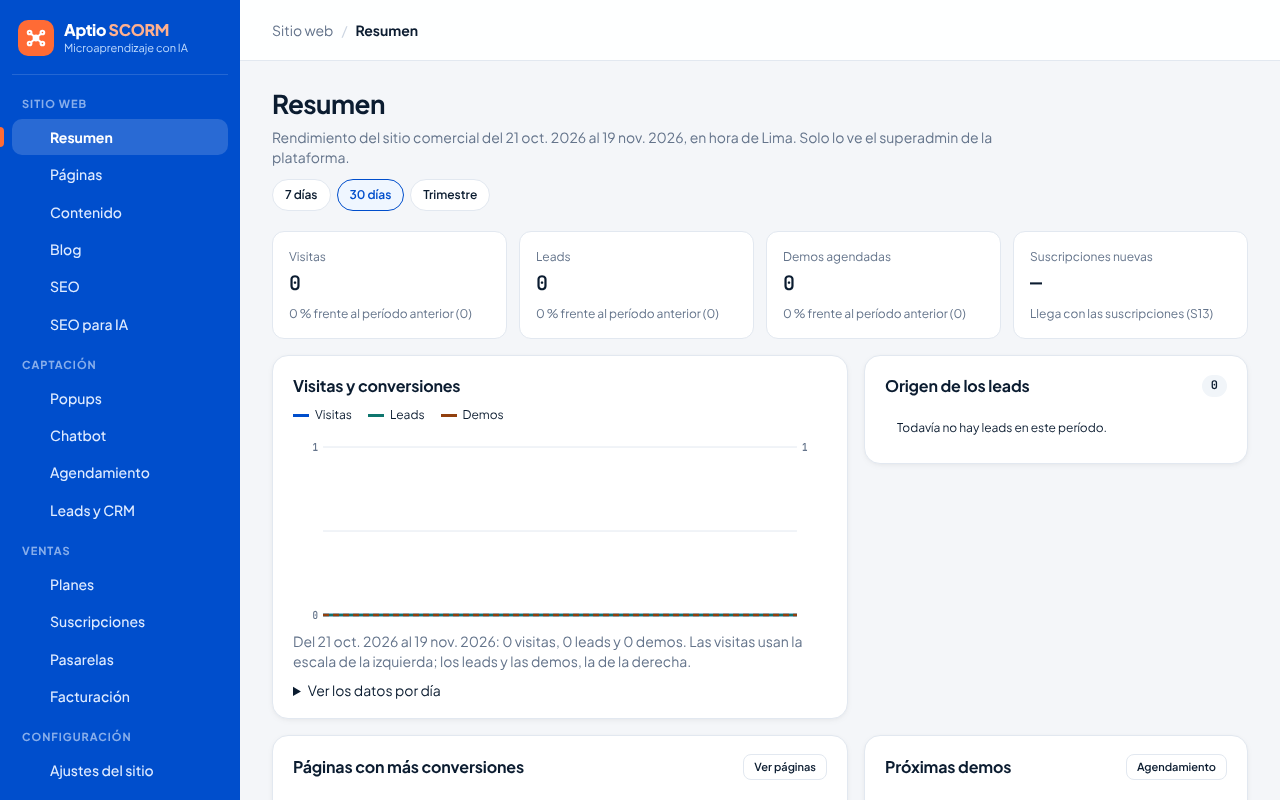 Aptio SCORM
Microaprendizaje con IA
SITIO WEB
Resumen
Páginas
Contenido
Blog
SEO
SEO para IA
CAPTACIÓN
Popups
Chatbot
Agendamiento
Leads y CRM
VENTAS
Planes
Suscripciones
Pasarelas
Facturación
CONFIGURACIÓN
Ajustes del sitio
Sitio web / Resumen
Resumen
Rendimiento del sitio comercial del 21 oct. 2026 al 19 nov. 2026, en hora de Lima. Solo lo ve el superadmin de la
plataforma.
7 días 30 días Trimestre
Visitas
0
0 % frente al período anterior (0)
Leads
0
0 % frente al período anterior (0)
Demos agendadas
0
0 % frente al período anterior (0)
Suscripciones nuevas
—
Llega con las suscripciones (S13)
Visitas y conversiones
Visitas Leads Demos
1 1
0
Del 21 oct. 2026 al 19 nov. 2026: 0 visitas, 0 leads y 0 demos. Las visitas usan la
escala de la izquierda; los leads y las demos, la de la derecha.
Ver los datos por día
Origen de los leads 0
Todavía no hay leads en este período.
Páginas con más conversiones Ver páginas
Próximas demos Agendamiento